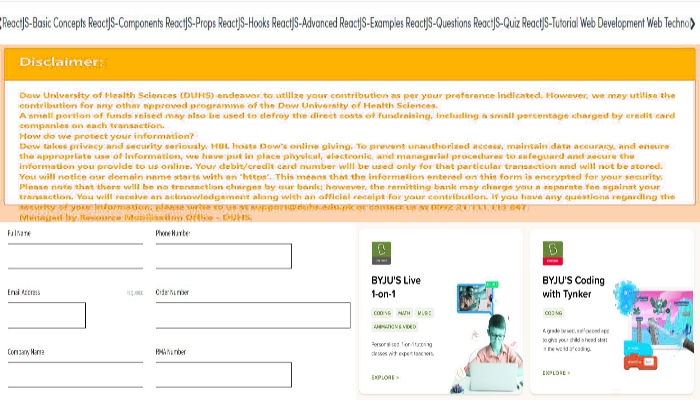 ReactJS-Basic Concepts ReactJS-Components ReactJS-Props ReactJS-Hooks ReactJS-Advanced ReactJS-Examples ReactJS-Questions ReactJS-Quiz ReactJS-Tutorial Web Development Web Techno
Disclaimer:
Dow University of Health Sciences (DUHS) endeavor to utilize your contribution as per your preference indicated. However, we may utilise the
contribution for any other approved programme of the Dow University of Health Sciences.
A small portion of funds raised may also be used to defray the direct costs of fundraising, including a small percentage charged by credit card
companies on each transaction.
How do we protect your information?
Dow takes privacy and security seriously. HBL hosts Dow's online giving. To prevent unauthorized access, maintain data accuracy, and ensure
the appropriate use of information, we have put in place physical, electronic, and managerial procedures to safeguard and secure the
information you provide to us online. Your debit/credit card number will be used only for that particular transaction and will not be stored.
You will notice our domain name starts with an 'https'. This means that the information entered on this form is encrypted for your security.
Please note that there will be no transaction charges by our bank; however, the remitting bank may charge you a separate fee against your
transaction. You will receive an acknowledgement along with an official receipt for your contribution. If you have any questions regarding the
security of your information, please write to us at support@duhs.edu.pk or contact us at 0092 21 111 113 847.
Managed by Resource Mobilization Office - DUHS.
Full Name
Phone Number
Email Address
Order Number
Company Name
RMA Number
BYJU'S Live
1-on-1
CODING MATH MUSIC
ANIMATION & VIDEO
Personalised 1-on-1 tutoring
classes with expert teachers.
EXPLORE >
BYJU'S Coding
with Tynker
CODING
A grade based, self-paced app
to give your child a head start
in the world of coding.
EXPLORE >